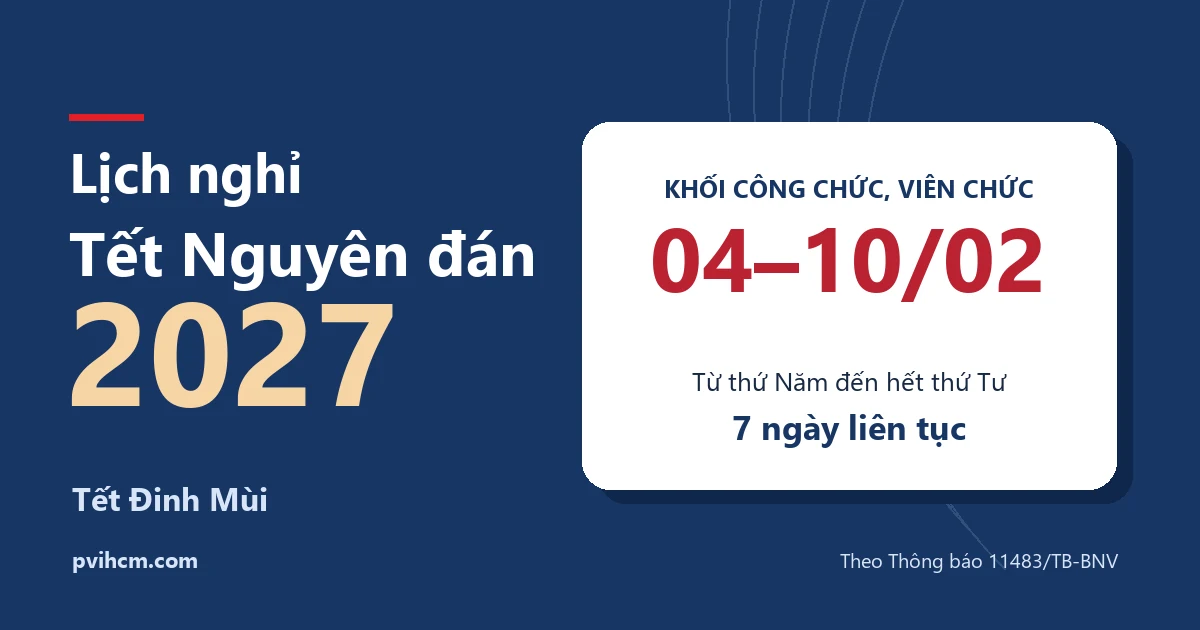 Lịch nghỉ
Tết Nguyên đán
2027
Tết Đinh Mùi
pvihcm.com
KHỐI CÔNG CHỨC, VIÊN CHỨC
04–10/02
Từ thứ Năm đến hết thứ Tư
7 ngày liên tục
Theo Thông báo 11483/TB-BNV